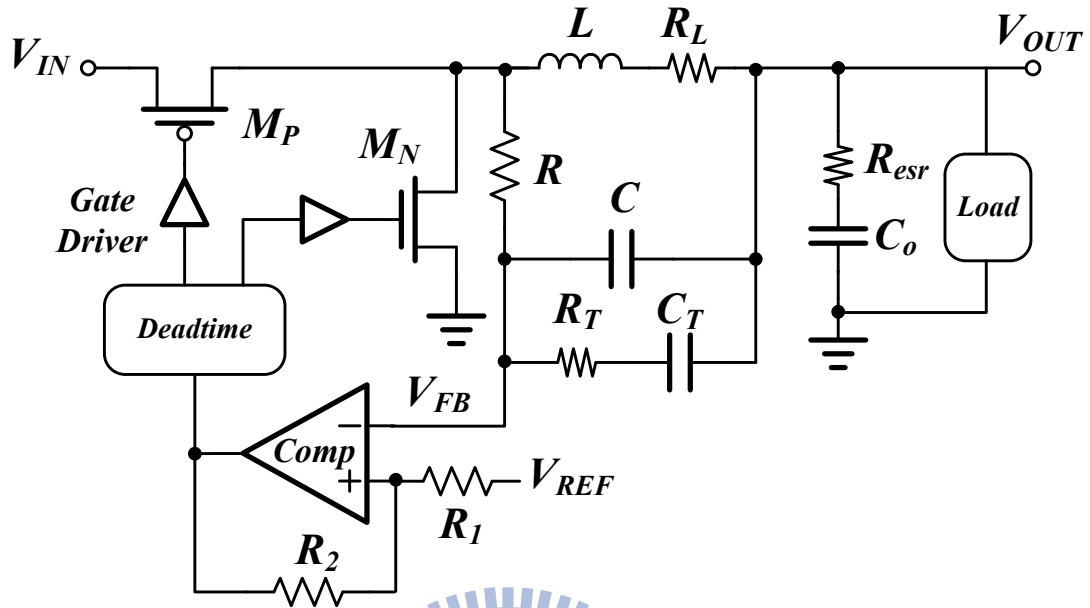 L
R_L
V_OUT
V_IN
M_P
M_N
R
R_esr
Gate
Driver
C
Load
C_o
R_T
C_T
Deadtime
V_FB
Comp
−
+
V_REF
R_1
R_2